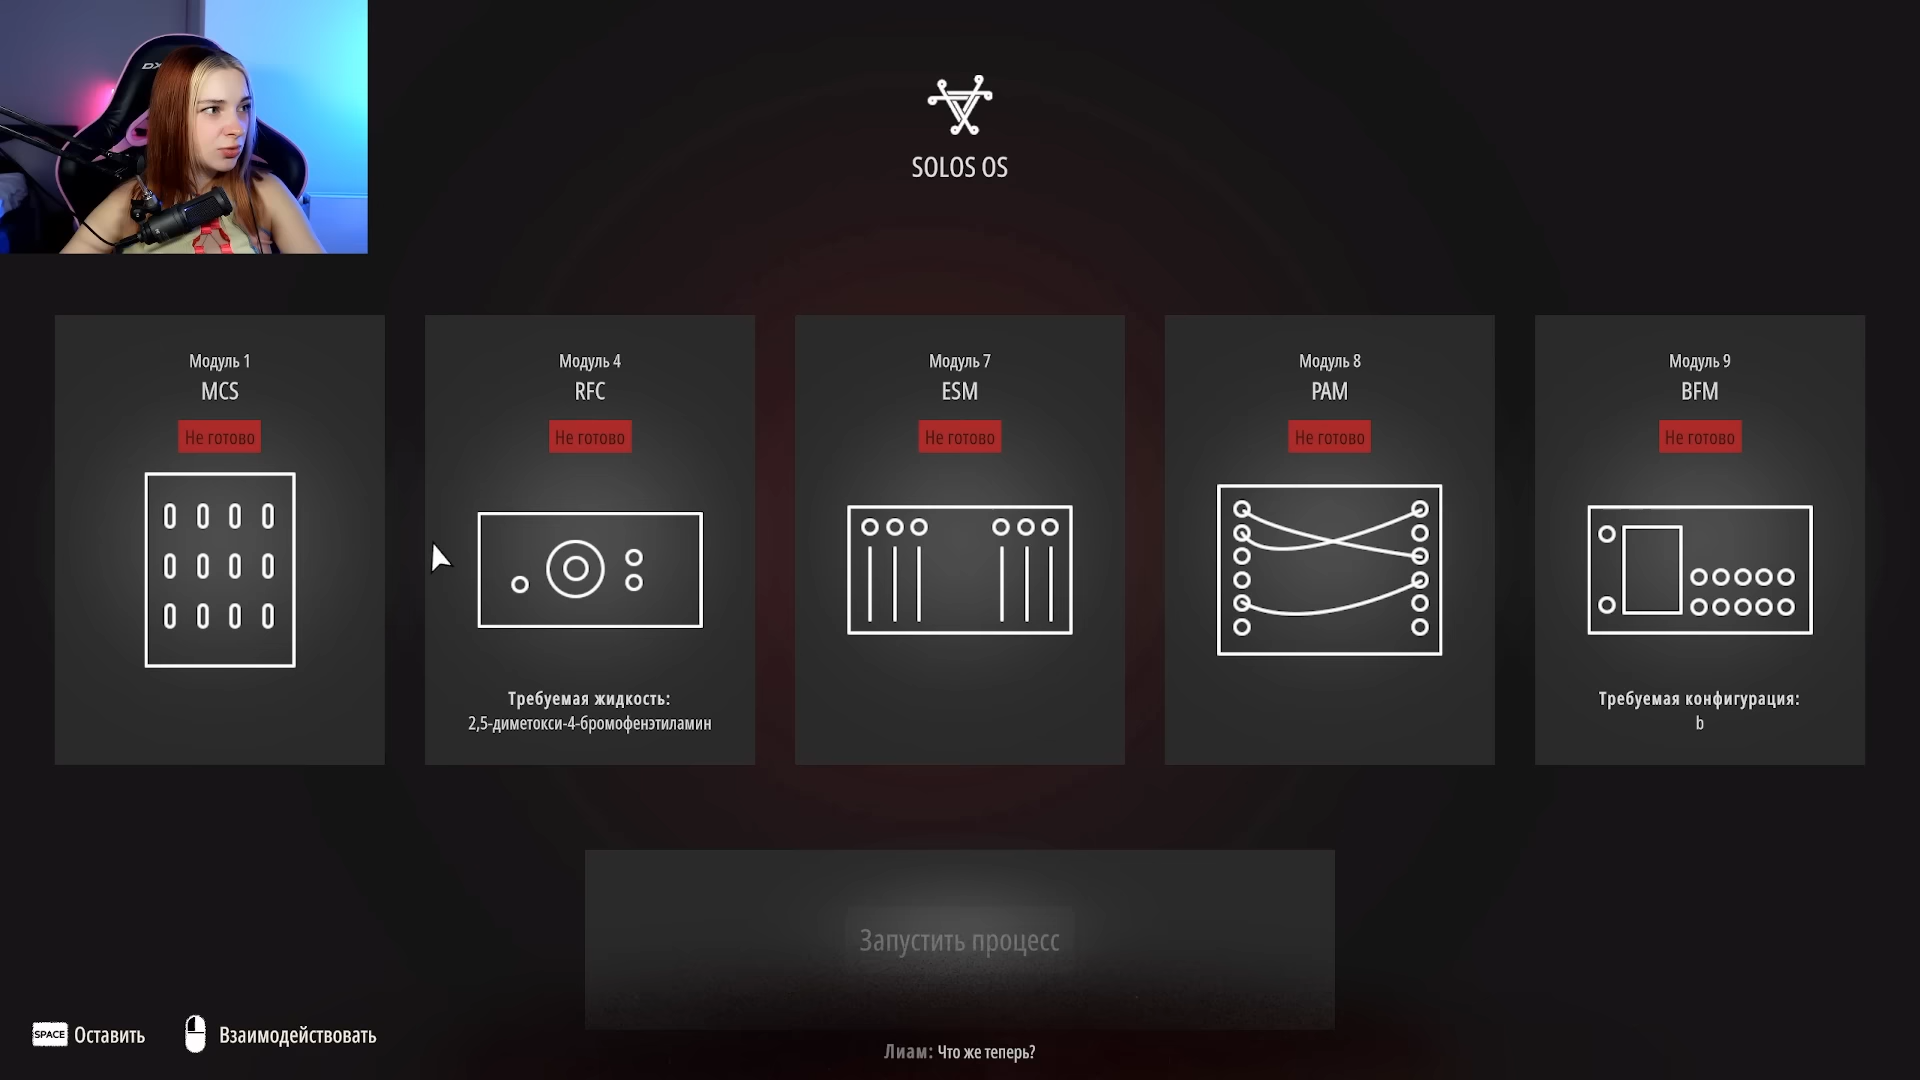 DX
SOLOS OS
Модуль 1
MCS
Не готово
Модуль 4
RFC
Не готово
Требуемая жидкость:
2,5-диметокси-4-бромофенэтиламин
Модуль 7
ESM
Не готово
Модуль 8
PAM
Не готово
Модуль 9
BFM
Не готово
Требуемая конфигурация:
b
Запустить процесс
SPACE Оставить
Взаимодействовать
Лиам: Что же теперь?